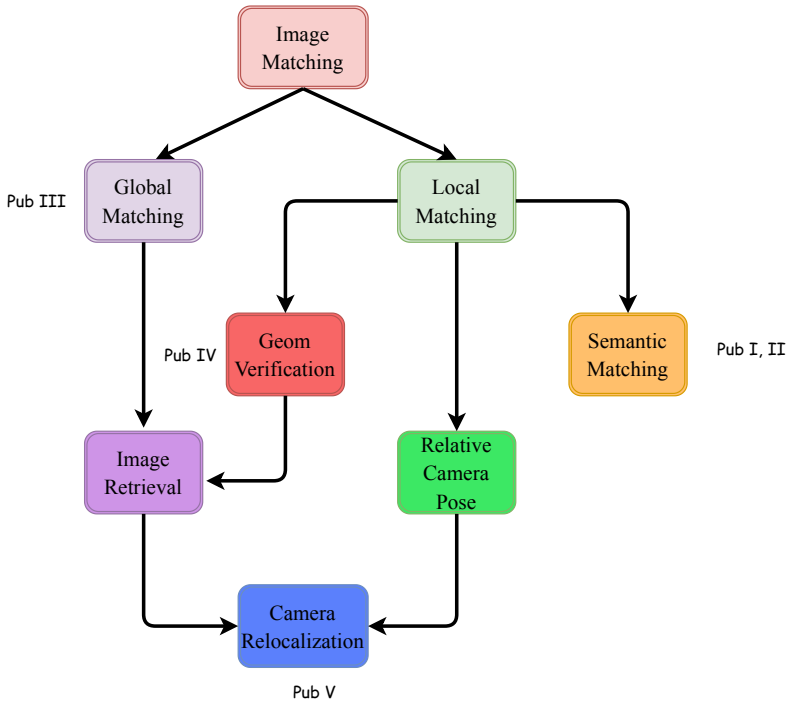 Image
Matching
Pub III
Global
Matching
Local
Matching
Pub IV
Geom
Verification
Semantic
Matching
Pub I, II
Image
Retrieval
Relative
Camera
Pose
Camera
Relocalization
Pub V